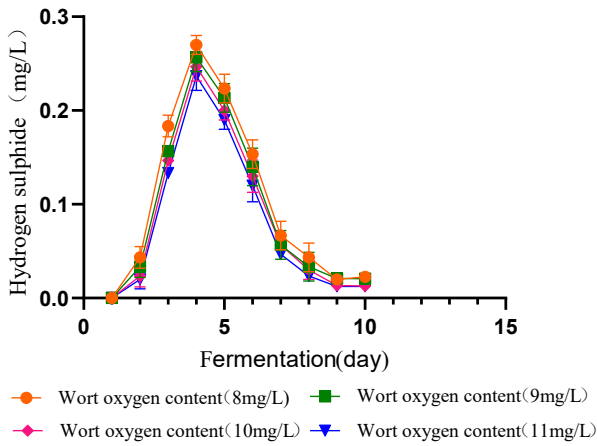 0.3
0.2
0.1
0.0
Hydrogen sulphide（mg/L）
0 5 10 15
Fermentation(day)
Wort oxygen content（8mg/L) Wort oxygen content（9mg/L）
Wort oxygen content（10mg/L） Wort oxygen content（11mg/L）